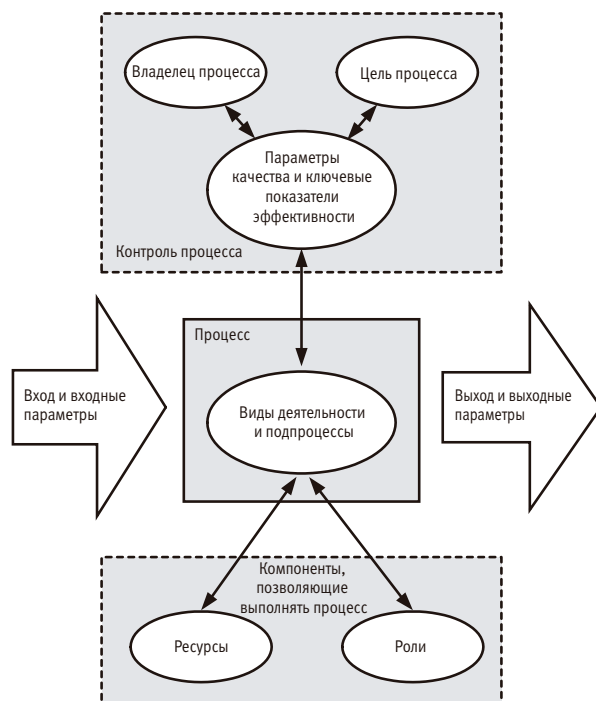 Владелец процесса
Цель процесса
Параметры
качества и ключевые
показатели
эффективности
Контроль процесса
Процесс
Вход и входные
параметры
Виды деятельности
и подпроцессы
Выход и выходные
параметры
Компоненты,
позволяющие
выполнять процесс
Ресурсы
Роли